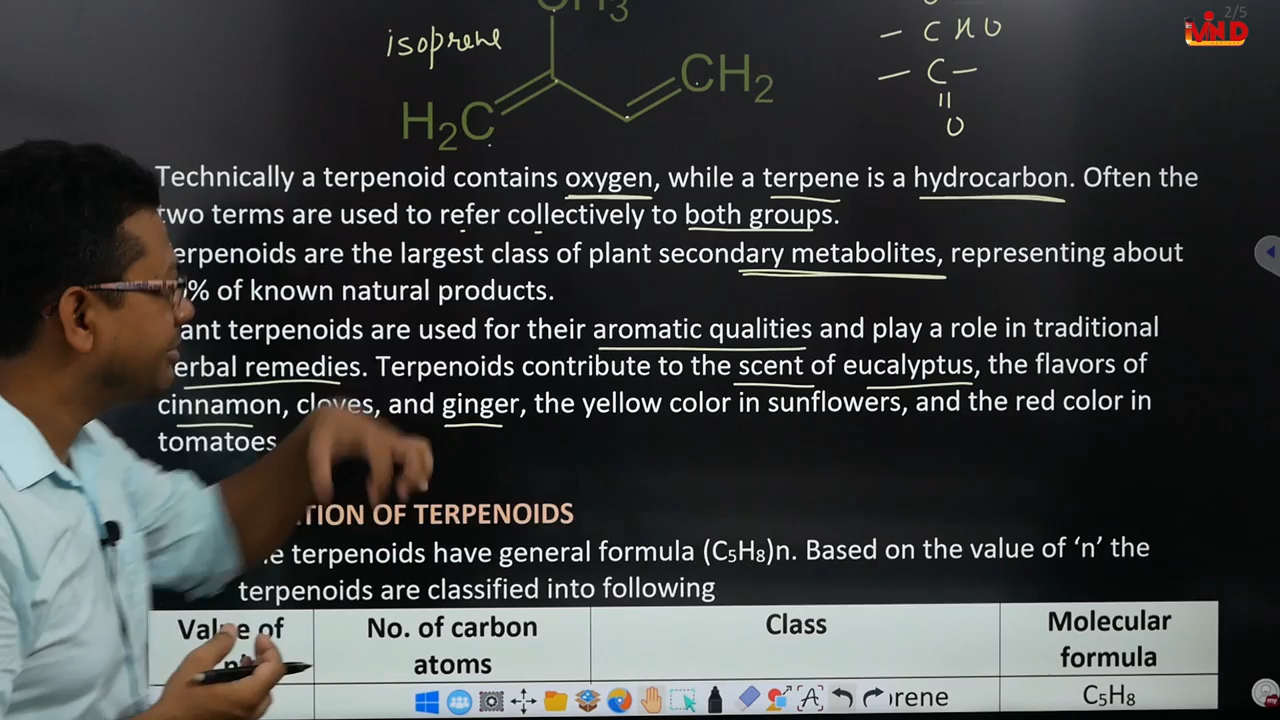 2/5
MIND
CH3
isoprene
H2C
CH2
– CHO
– C –
O
Technically a terpenoid contains oxygen, while a terpene is a hydrocarbon. Often the
two terms are used to refer collectively to both groups.
erpenoids are the largest class of plant secondary metabolites, representing about
0% of known natural products.
ant terpenoids are used for their aromatic qualities and play a role in traditional
erbal remedies. Terpenoids contribute to the scent of eucalyptus, the flavors of
cinnamon, cloves, and ginger, the yellow color in sunflowers, and the red color in
tomatoes
TION OF TERPENOIDS
e terpenoids have general formula (C₅H₈)n. Based on the value of ‘n’ the
terpenoids are classified into following
Value of
No. of carbon
atoms
Class
Molecular
formula
rene
C₅H₈